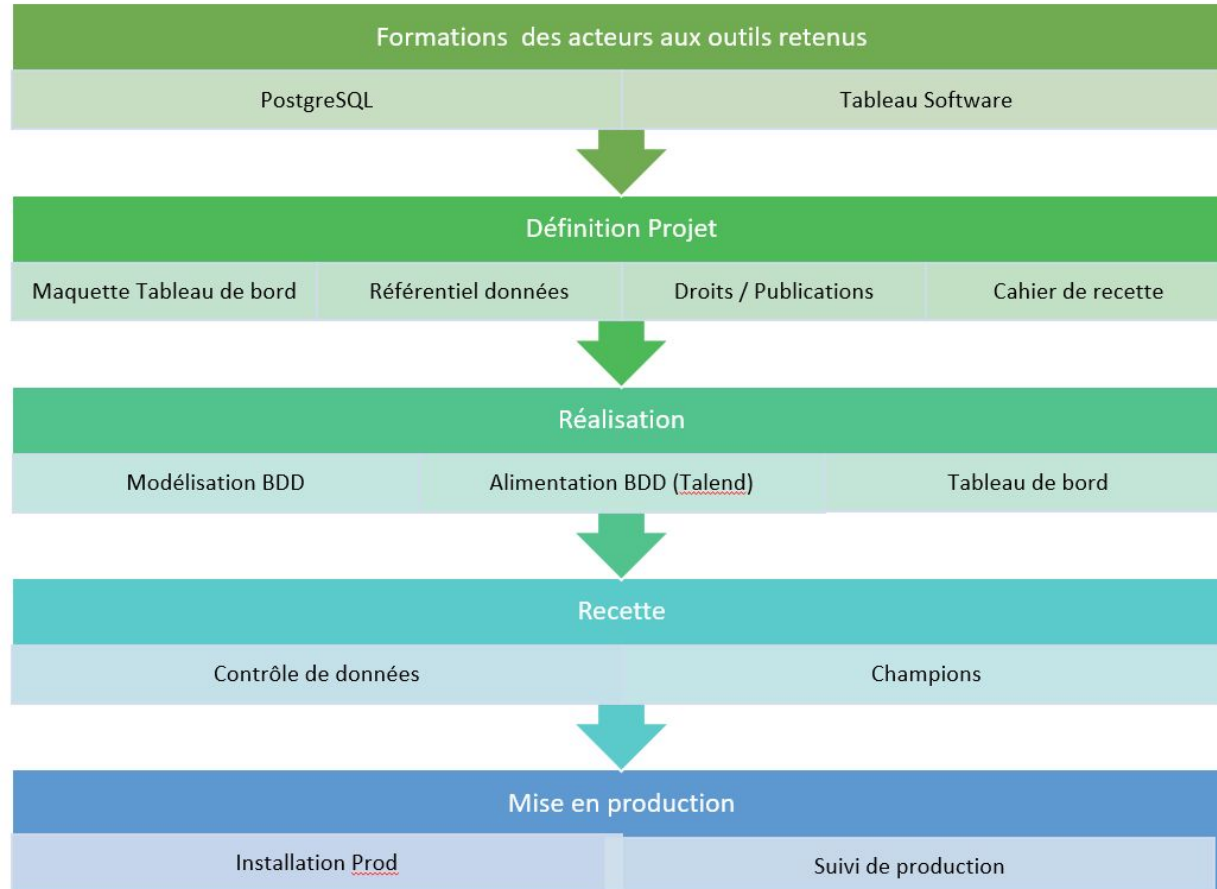 Formations des acteurs aux outils retenus
PostgreSQL
Tableau Software
Définition Projet
Maquette Tableau de bord
Référentiel données
Droits / Publications
Cahier de recette
Réalisation
Modélisation BDD
Alimentation BDD (Talend)
Tableau de bord
Recette
Contrôle de données
Champions
Mise en production
Installation Prod
Suivi de production